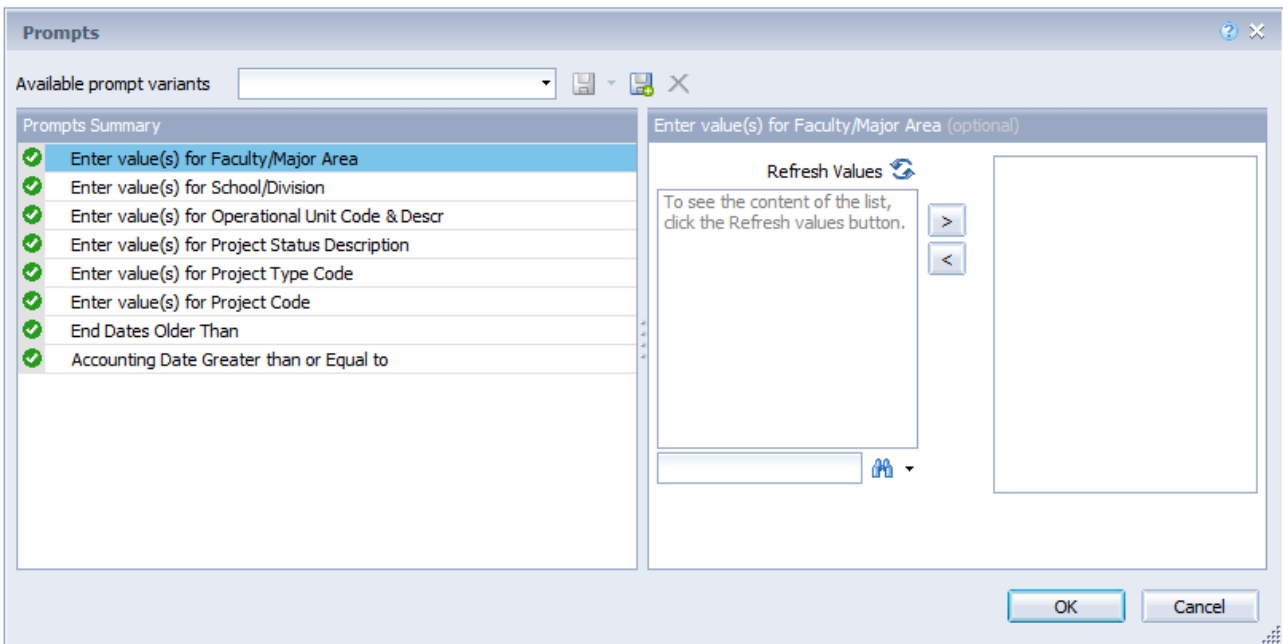 Prompts
Available prompt variants
Prompts Summary
Enter value(s) for Faculty/Major Area
Enter value(s) for School/Division
Enter value(s) for Operational Unit Code & Descr
Enter value(s) for Project Status Description
Enter value(s) for Project Type Code
Enter value(s) for Project Code
End Dates Older Than
Accounting Date Greater than or Equal to
Enter value(s) for Faculty/Major Area (optional)
Refresh Values
To see the content of the list,
click the Refresh values button.
>
<
OK
Cancel